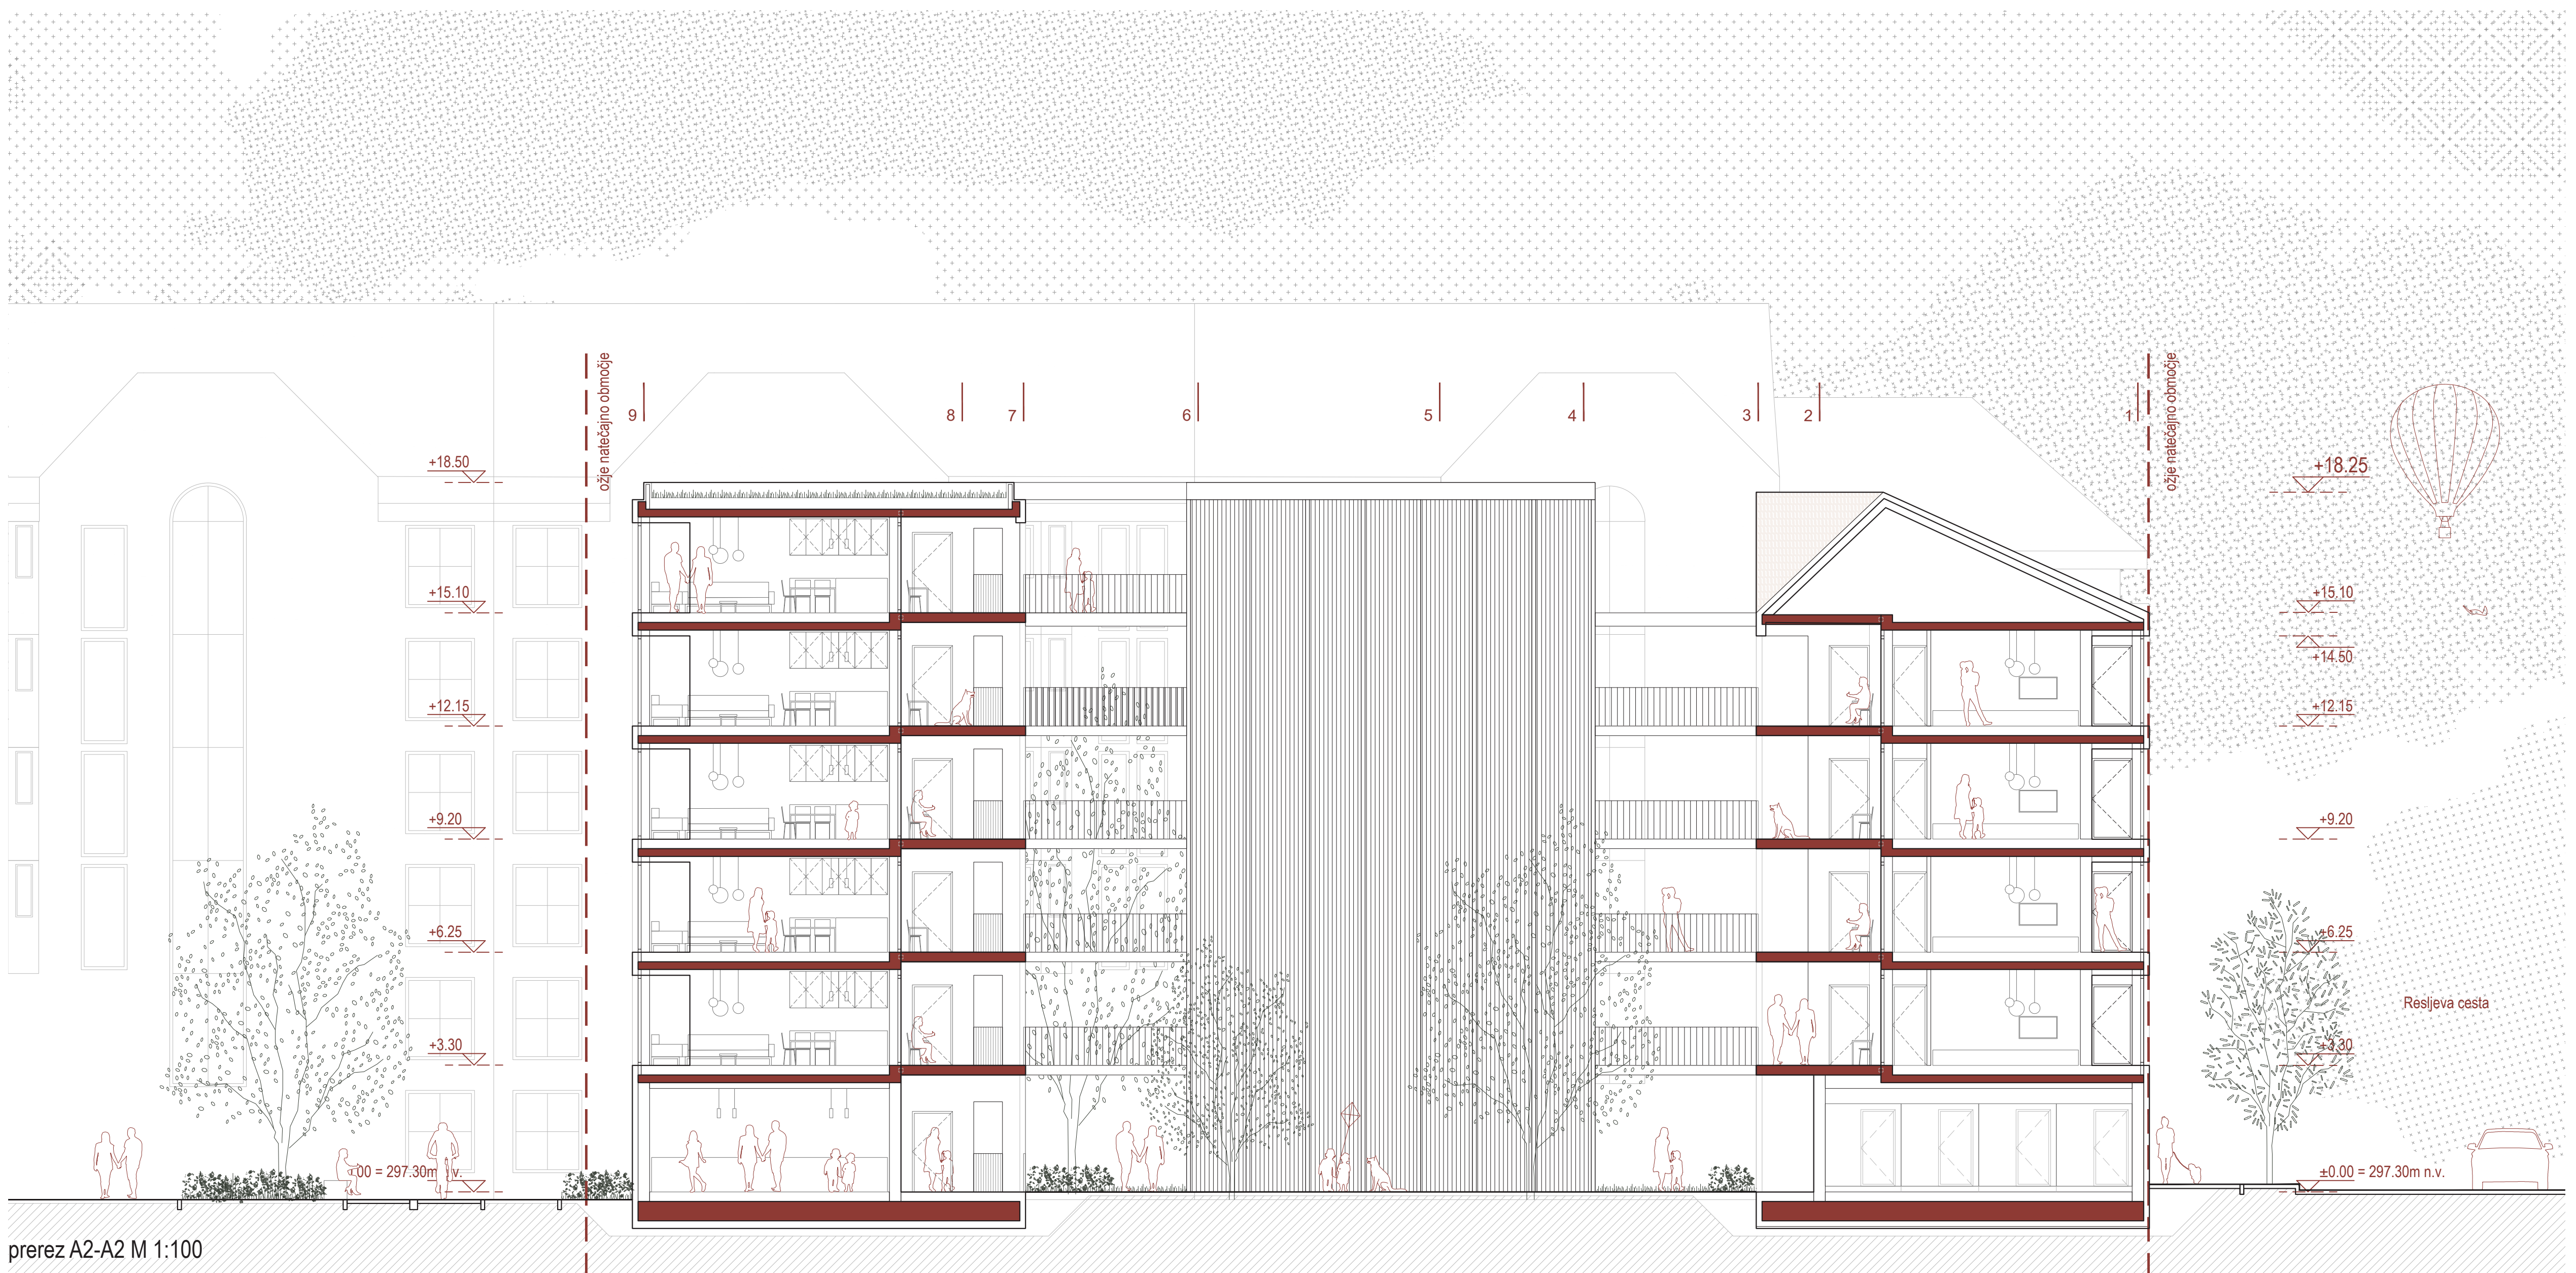 ožje natečajno območje
ožje natečajno območje
9 8 7 6 5 4 3 2 1
+18.50
+15.10
+12.15
+9.20
+6.25
+3.30
00 = 297.30m n.v.
+18.25
+15.10
+14.50
+12.15
+9.20
+6.25
+3.30
±0.00 = 297.30m n.v.
Resljeva cesta
prerez A2-A2 M 1:100